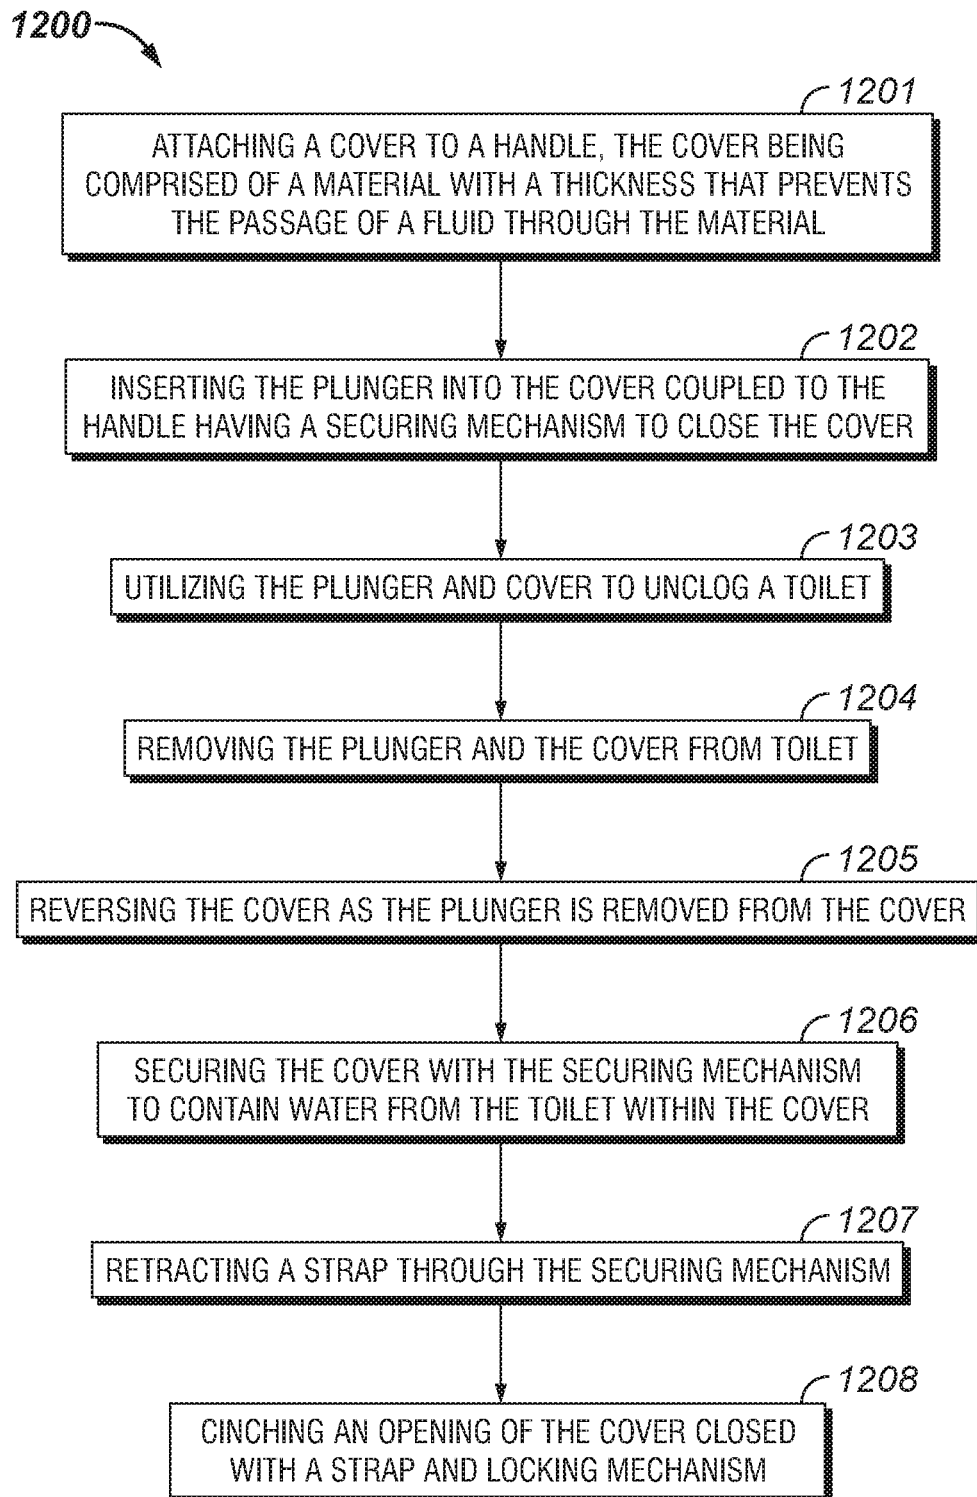 1200
1201
ATTACHING A COVER TO A HANDLE, THE COVER BEING
COMPRISED OF A MATERIAL WITH A THICKNESS THAT PREVENTS
THE PASSAGE OF A FLUID THROUGH THE MATERIAL
1202
INSERTING THE PLUNGER INTO THE COVER COUPLED TO THE
HANDLE HAVING A SECURING MECHANISM TO CLOSE THE COVER
1203
UTILIZING THE PLUNGER AND COVER TO UNCLOG A TOILET
1204
REMOVING THE PLUNGER AND THE COVER FROM TOILET
1205
REVERSING THE COVER AS THE PLUNGER IS REMOVED FROM THE COVER
1206
SECURING THE COVER WITH THE SECURING MECHANISM
TO CONTAIN WATER FROM THE TOILET WITHIN THE COVER
1207
RETRACTING A STRAP THROUGH THE SECURING MECHANISM
1208
CINCHING AN OPENING OF THE COVER CLOSED
WITH A STRAP AND LOCKING MECHANISM